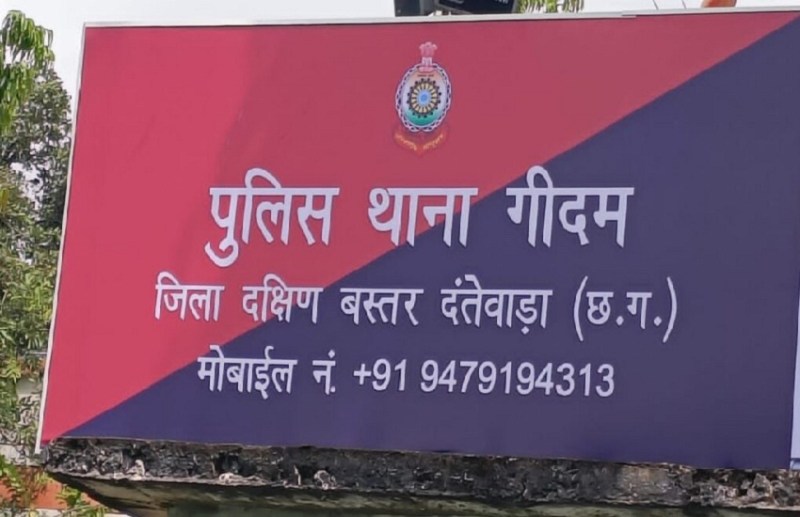 पुलिस थाना गीदम
जिला दक्षिण बस्तर दंतेवाड़ा (छ.ग.)
मोबाईल नं. +91 9479194313